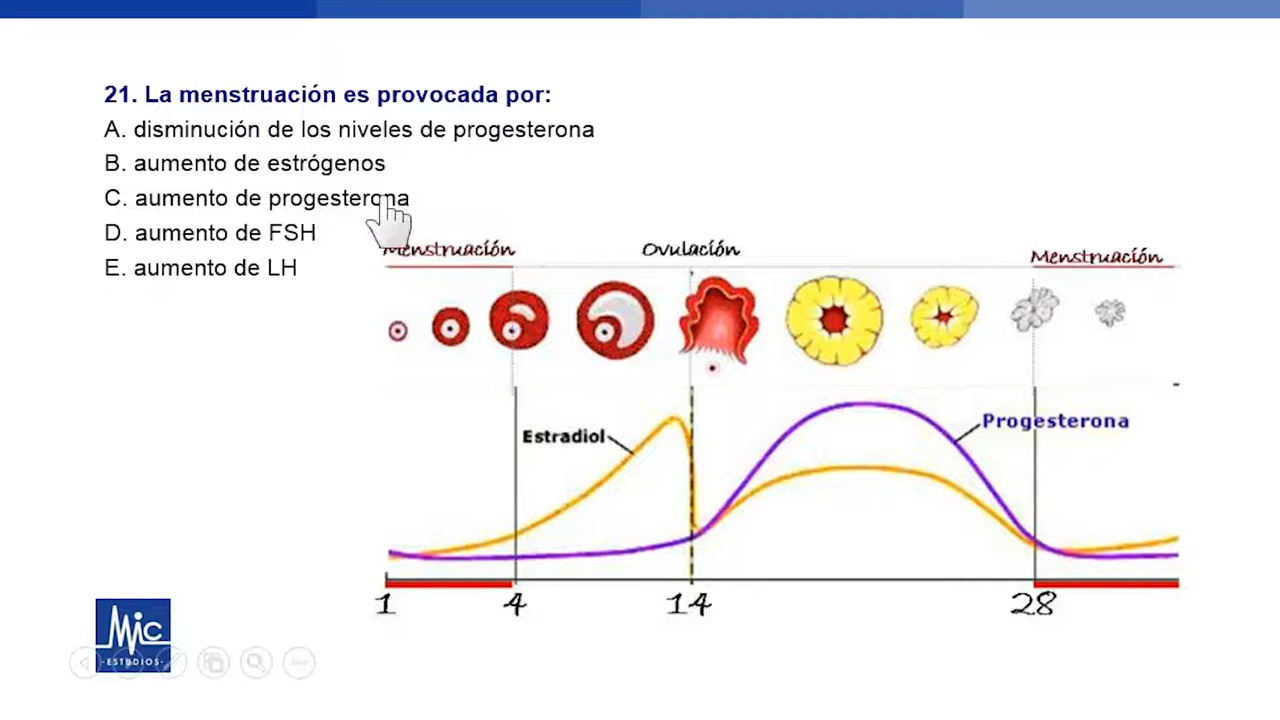 21. La menstruación es provocada por:
A. disminución de los niveles de progesterona
B. aumento de estrógenos
C. aumento de progesterona
D. aumento de FSH
E. aumento de LH
Menstruación Ovulación Menstruación
Estradiol
Progesterona
1 4 14 28
Mic
·ESTUDIOS·